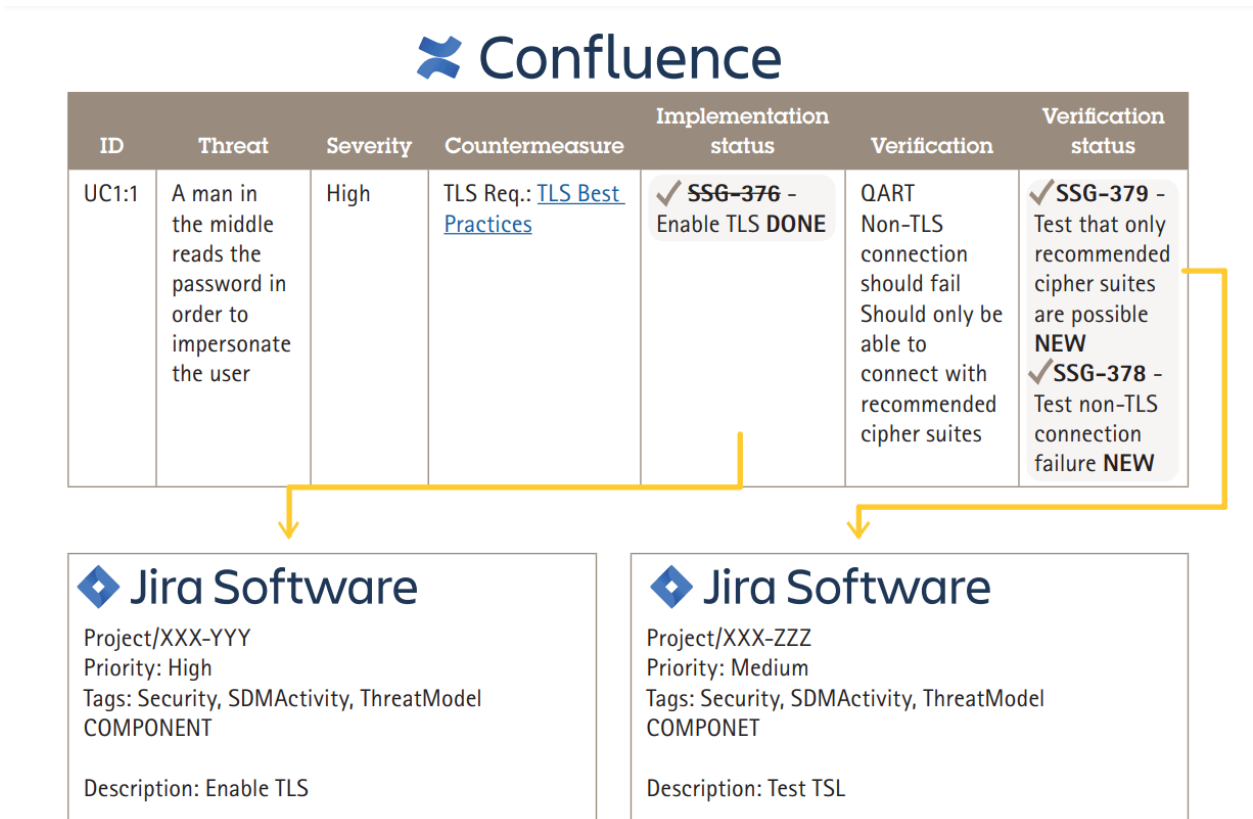 Confluence
ID
Threat
Severity
Countermeasure
Implementation
status
Verification
Verification
status
UC1:1
A man in
the middle
reads the
password in
order to
impersonate
the user
High
TLS Req.: TLS Best
Practices
SSG-376 -
Enable TLS DONE
QART
Non-TLS
connection
should fail
Should only be
able to
connect with
recommended
cipher suites
SSG-379 -
Test that only
recommended
cipher suites
are possible
NEW
SSG-378 -
Test non-TLS
connection
failure NEW
Jira Software
Project/XXX-YYY
Priority: High
Tags: Security, SDMActivity, ThreatModel
COMPONENT
Description: Enable TLS
Jira Software
Project/XXX-ZZZ
Priority: Medium
Tags: Security, SDMActivity, ThreatModel
COMPONET
Description: Test TSL